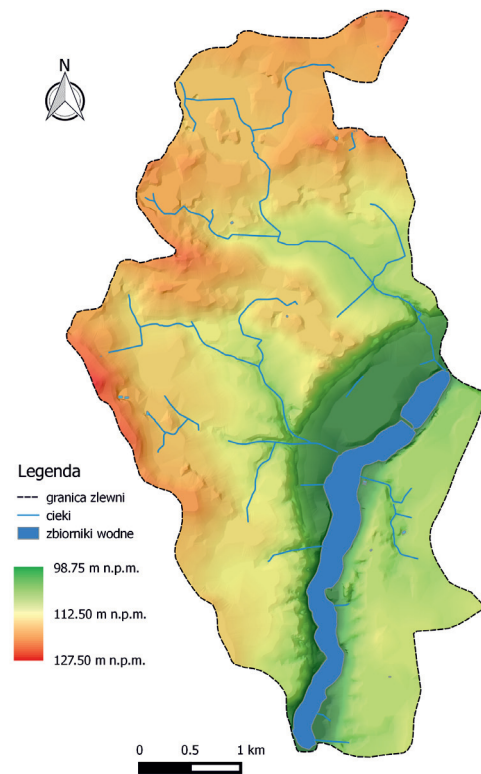 N
Legenda
granica zlewni
cieki
zbiorniki wodne
98.75 m n.p.m.
112.50 m n.p.m.
127.50 m n.p.m.
0 0.5 1 km